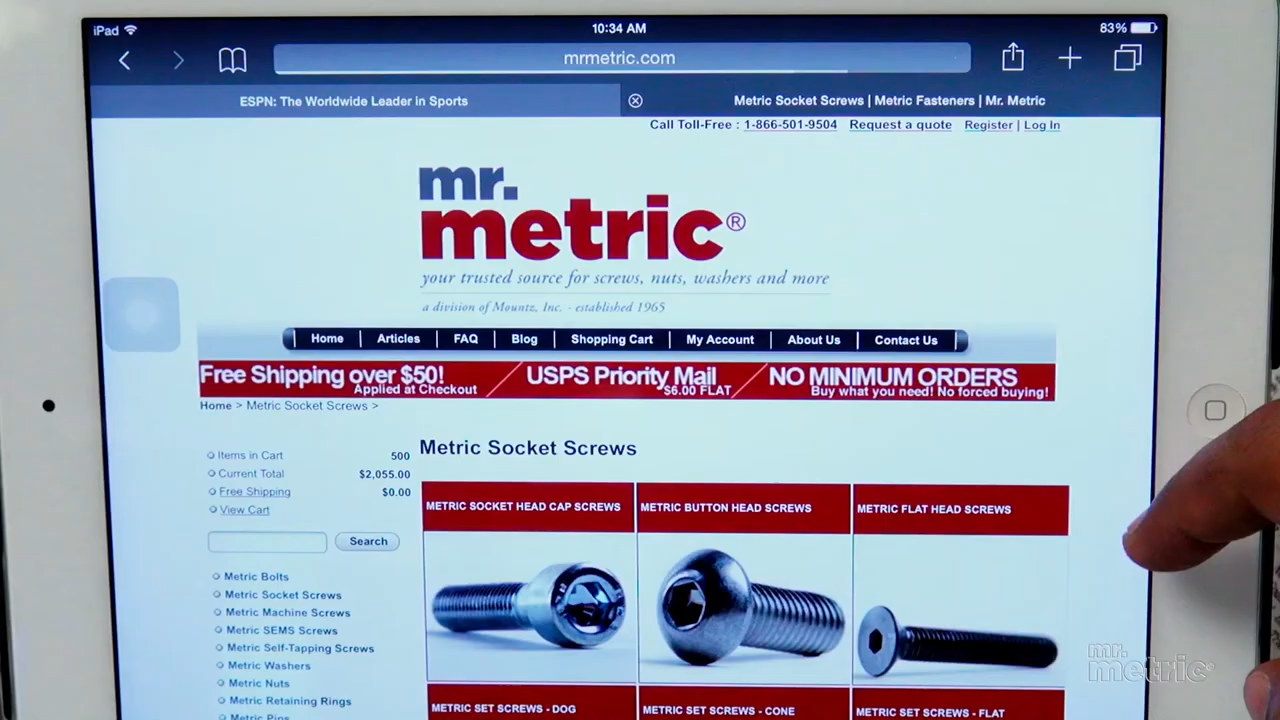 iPad
10:34 AM
83%
mrmetric.com
ESPN: The Worldwide Leader in Sports
Metric Socket Screws | Metric Fasteners | Mr. Metric
Call Toll-Free : 1-866-501-9504 Request a quote Register | Log In
mr.
metric®
your trusted source for screws, nuts, washers and more
a division of Mountz, Inc. - established 1965
Home Articles FAQ Blog Shopping Cart My Account About Us Contact Us
Free Shipping over $50!
Applied at Checkout
USPS Priority Mail
$6.00 FLAT
NO MINIMUM ORDERS
Buy what you need! No forced buying!
Home > Metric Socket Screws >
Items in Cart 500
Current Total $2,055.00
Free Shipping $0.00
View Cart
Search
Metric Bolts
Metric Socket Screws
Metric Machine Screws
Metric SEMS Screws
Metric Self-Tapping Screws
Metric Washers
Metric Nuts
Metric Retaining Rings
Metric Pins
Metric Socket Screws
METRIC SOCKET HEAD CAP SCREWS
METRIC BUTTON HEAD SCREWS
METRIC FLAT HEAD SCREWS
METRIC SET SCREWS - DOG
METRIC SET SCREWS - CONE
METRIC SET SCREWS - FLAT
mr.
metric®